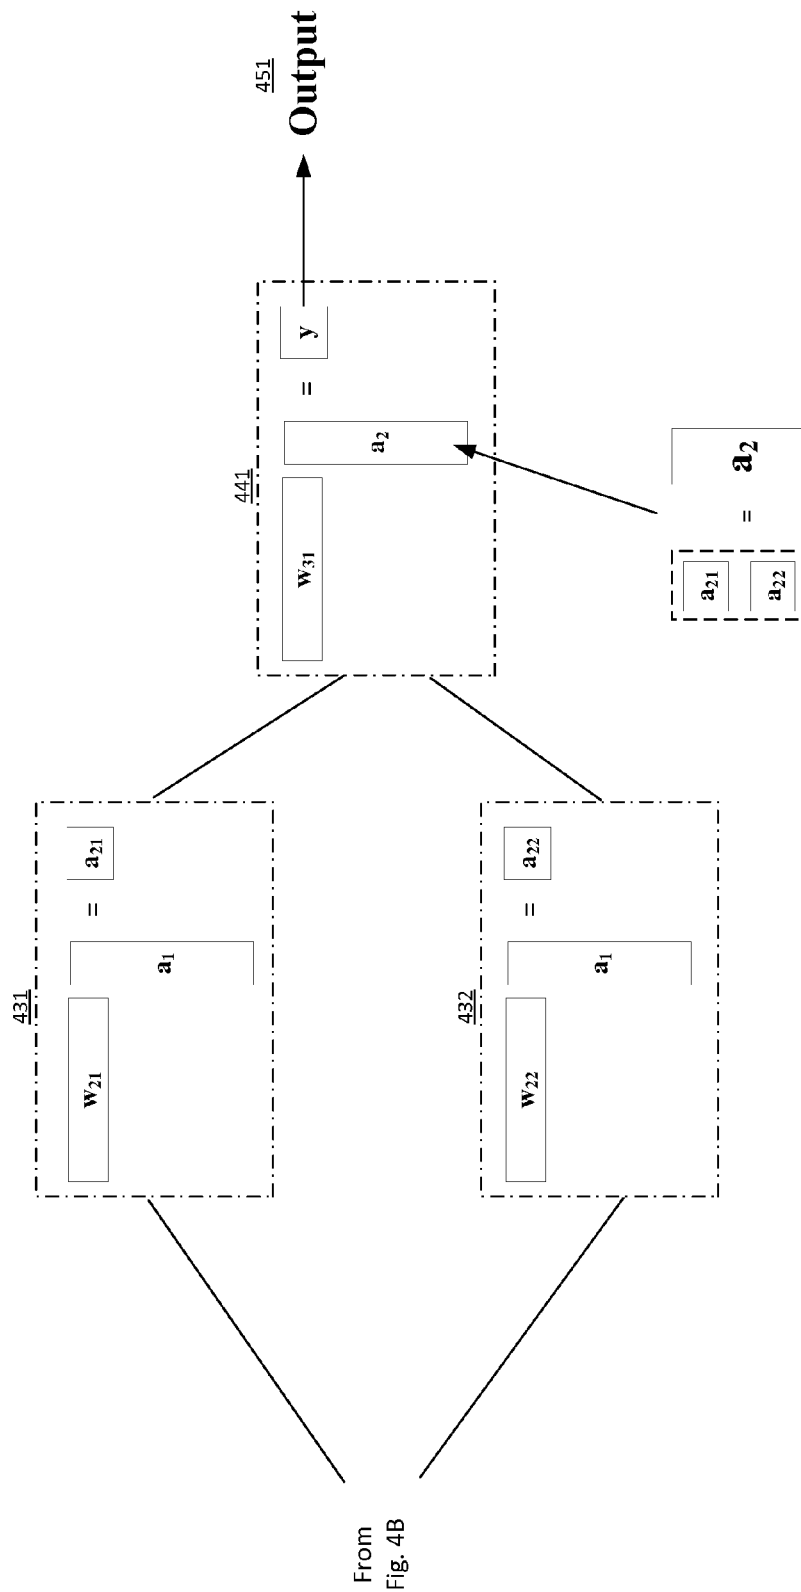 From
Fig. 4B
431
w21
a1
=
a21
432
w22
a1
=
a22
441
w31
a2
=
y
451
Output
a21
a22
=
a2